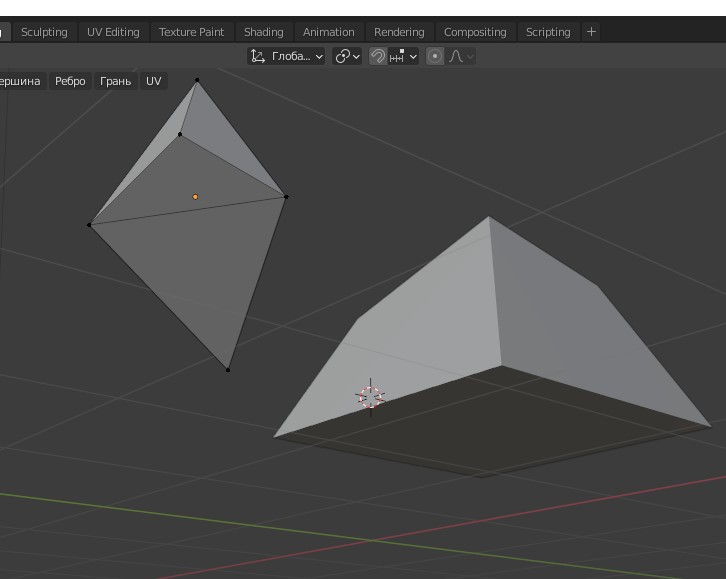 Sculpting UV Editing Texture Paint Shading Animation Rendering Compositing Scripting +
Глоба...
ершина Ребро Грань UV